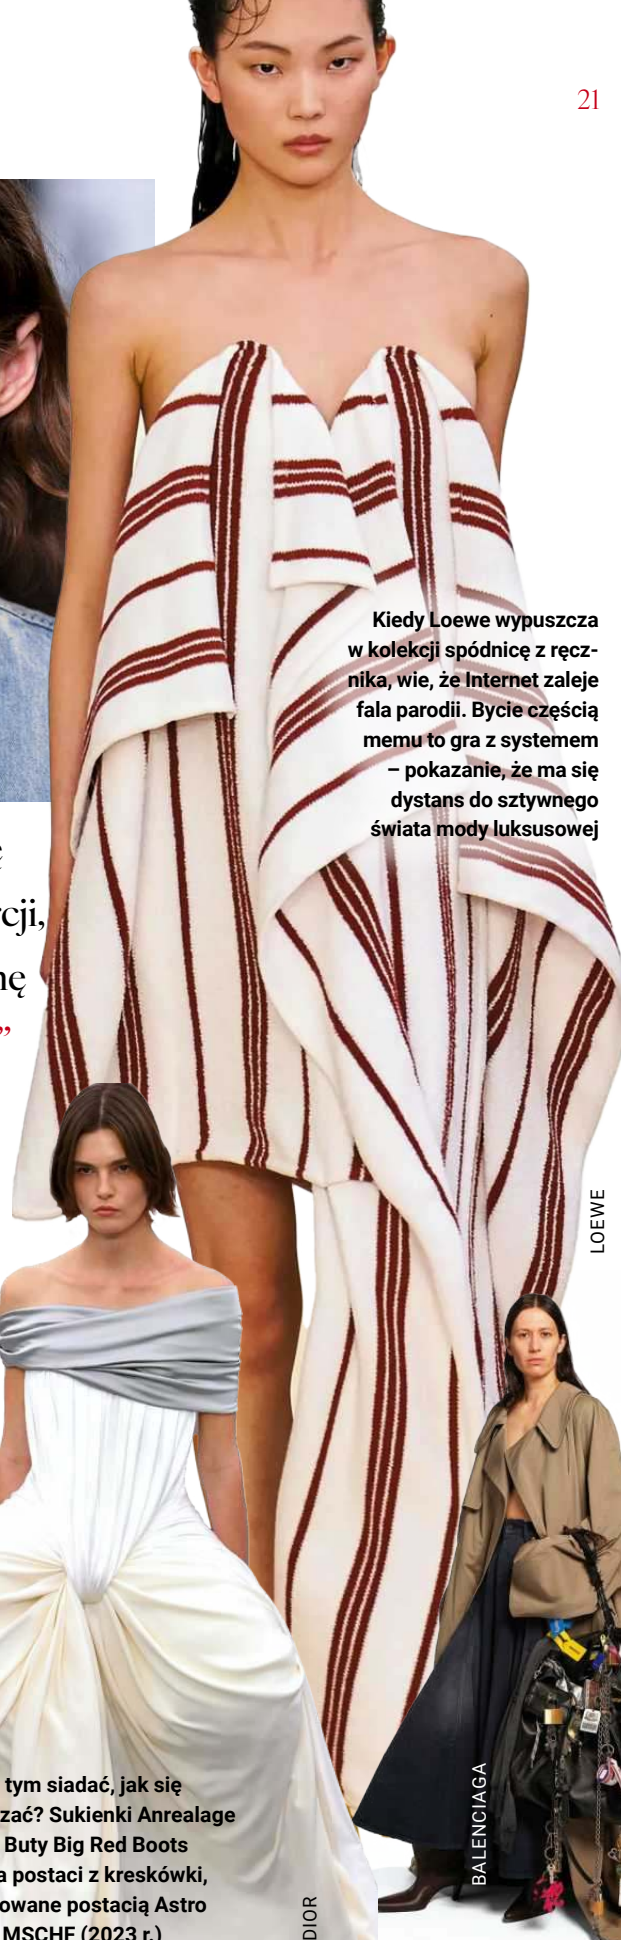 21
Kiedy Loewe wypuszcza
w kolekcji spódnicę z ręcz-
nika, wie, że Internet zaleje
fala parodii. Bycie częścią
memu to gra z systemem
– pokazanie, że ma się
dystans do sztywnego
świata mody luksusowej
ę
cji,
nę
”
LOEWE
BALENCIAGA
tym siadać, jak się
zać? Sukienki Anrealage
Buty Big Red Boots
a postaci z kreskówki,
owane postacią Astro
MSCHF (2023 r.)
DIOR